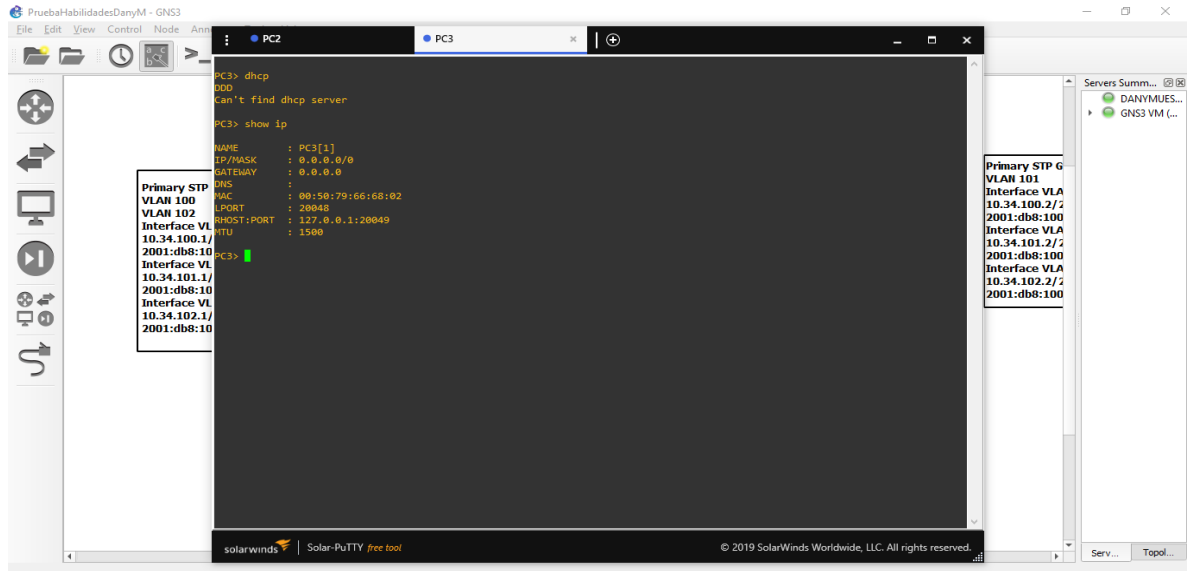 PruebaHabilidadesDanyM - GNS3
File Edit View Control Node Ann
PC2
PC3
PC3> dhcp
DDD
Can't find dhcp server
PC3> show ip
NAME : PC3[1]
IP/MASK : 0.0.0.0/0
GATEWAY : 0.0.0.0
DNS :
MAC : 00:50:79:66:68:02
LPORT : 20048
RHOST:PORT : 127.0.0.1:20049
MTU : 1500
PC3>
Primary STP
VLAN 100
VLAN 102
Interface VL
10.34.100.1/
2001:db8:10
Interface VL
10.34.101.1/
2001:db8:10
Interface VL
10.34.102.1/
2001:db8:10
Primary STP G
VLAN 101
Interface VLA
10.34.100.2/2
2001:db8:100
Interface VLA
10.34.101.2/2
2001:db8:100
Interface VLA
10.34.102.2/2
2001:db8:100
Servers Summ...
DANYMUES...
GNS3 VM (...
solarwinds
Solar-PuTTY free tool
© 2019 SolarWinds Worldwide, LLC. All rights reserved.
Serv... Topol...